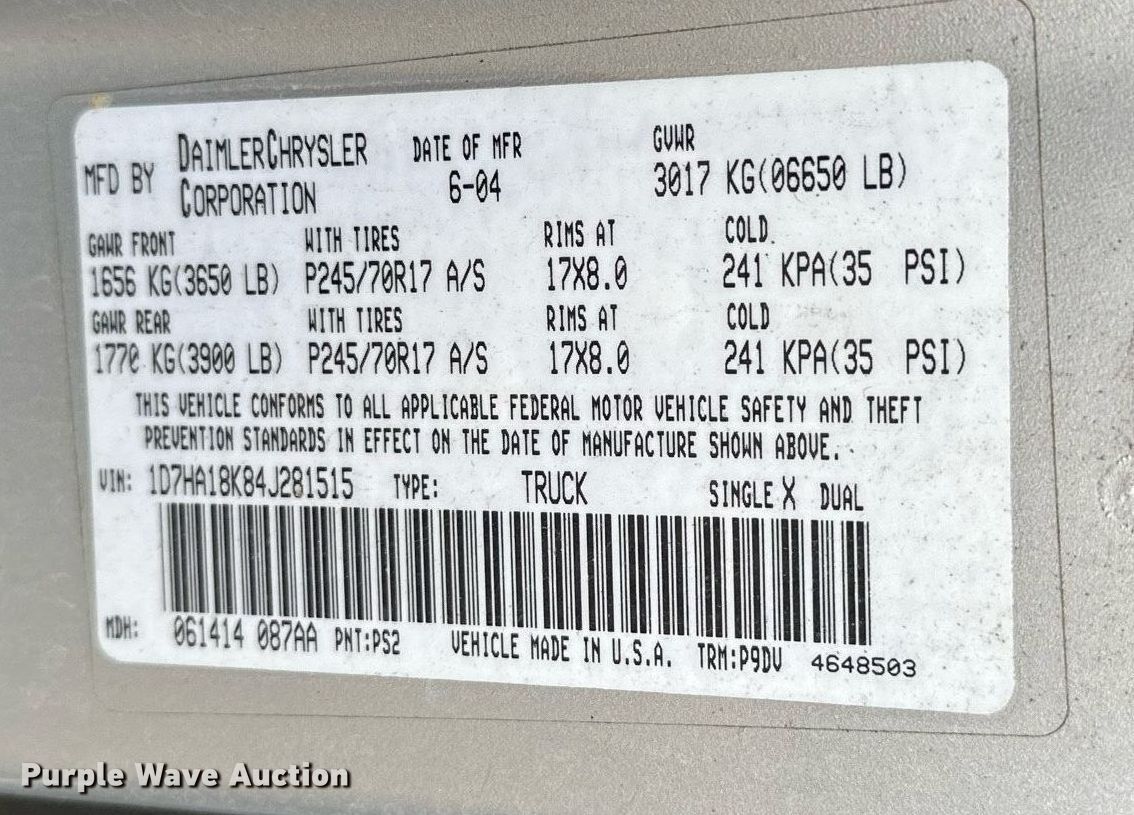 MFD BY DAIMLERCHRYSLER CORPORATION DATE OF MFR 6-04 GVWR 3017 KG(06650 LB)
GAWR FRONT WITH TIRES RIMS AT COLD
1656 KG(3650 LB) P245/70R17 A/S 17X8.0 241 KPA(35 PSI)
GAWR REAR WITH TIRES RIMS AT COLD
1770 KG(3900 LB) P245/70R17 A/S 17X8.0 241 KPA(35 PSI)
THIS VEHICLE CONFORMS TO ALL APPLICABLE FEDERAL MOTOR VEHICLE SAFETY AND THEFT
PREVENTION STANDARDS IN EFFECT ON THE DATE OF MANUFACTURE SHOWN ABOVE.
VIN: 1D7HA18K84J281515 TYPE: TRUCK SINGLE X DUAL
MDH: 061414 087AA PNT:PS2 VEHICLE MADE IN U.S.A. TRM:P9DV 4648503
Purple Wave Auction